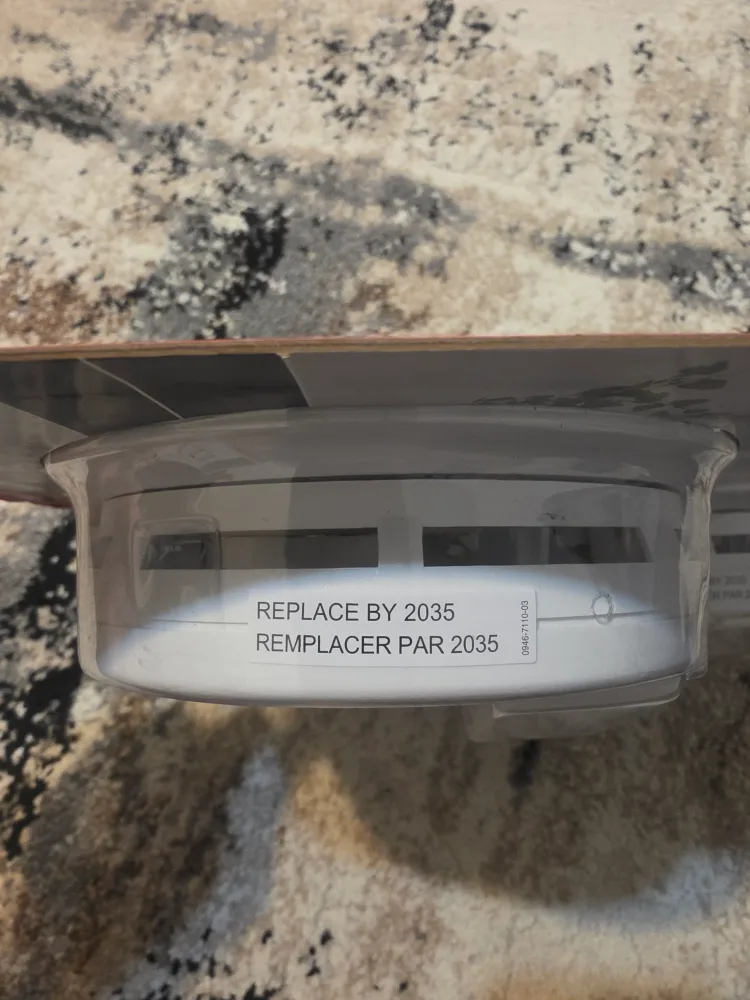 REPLACE BY 2035
REMPLACER PAR 2035
0946-7110-03